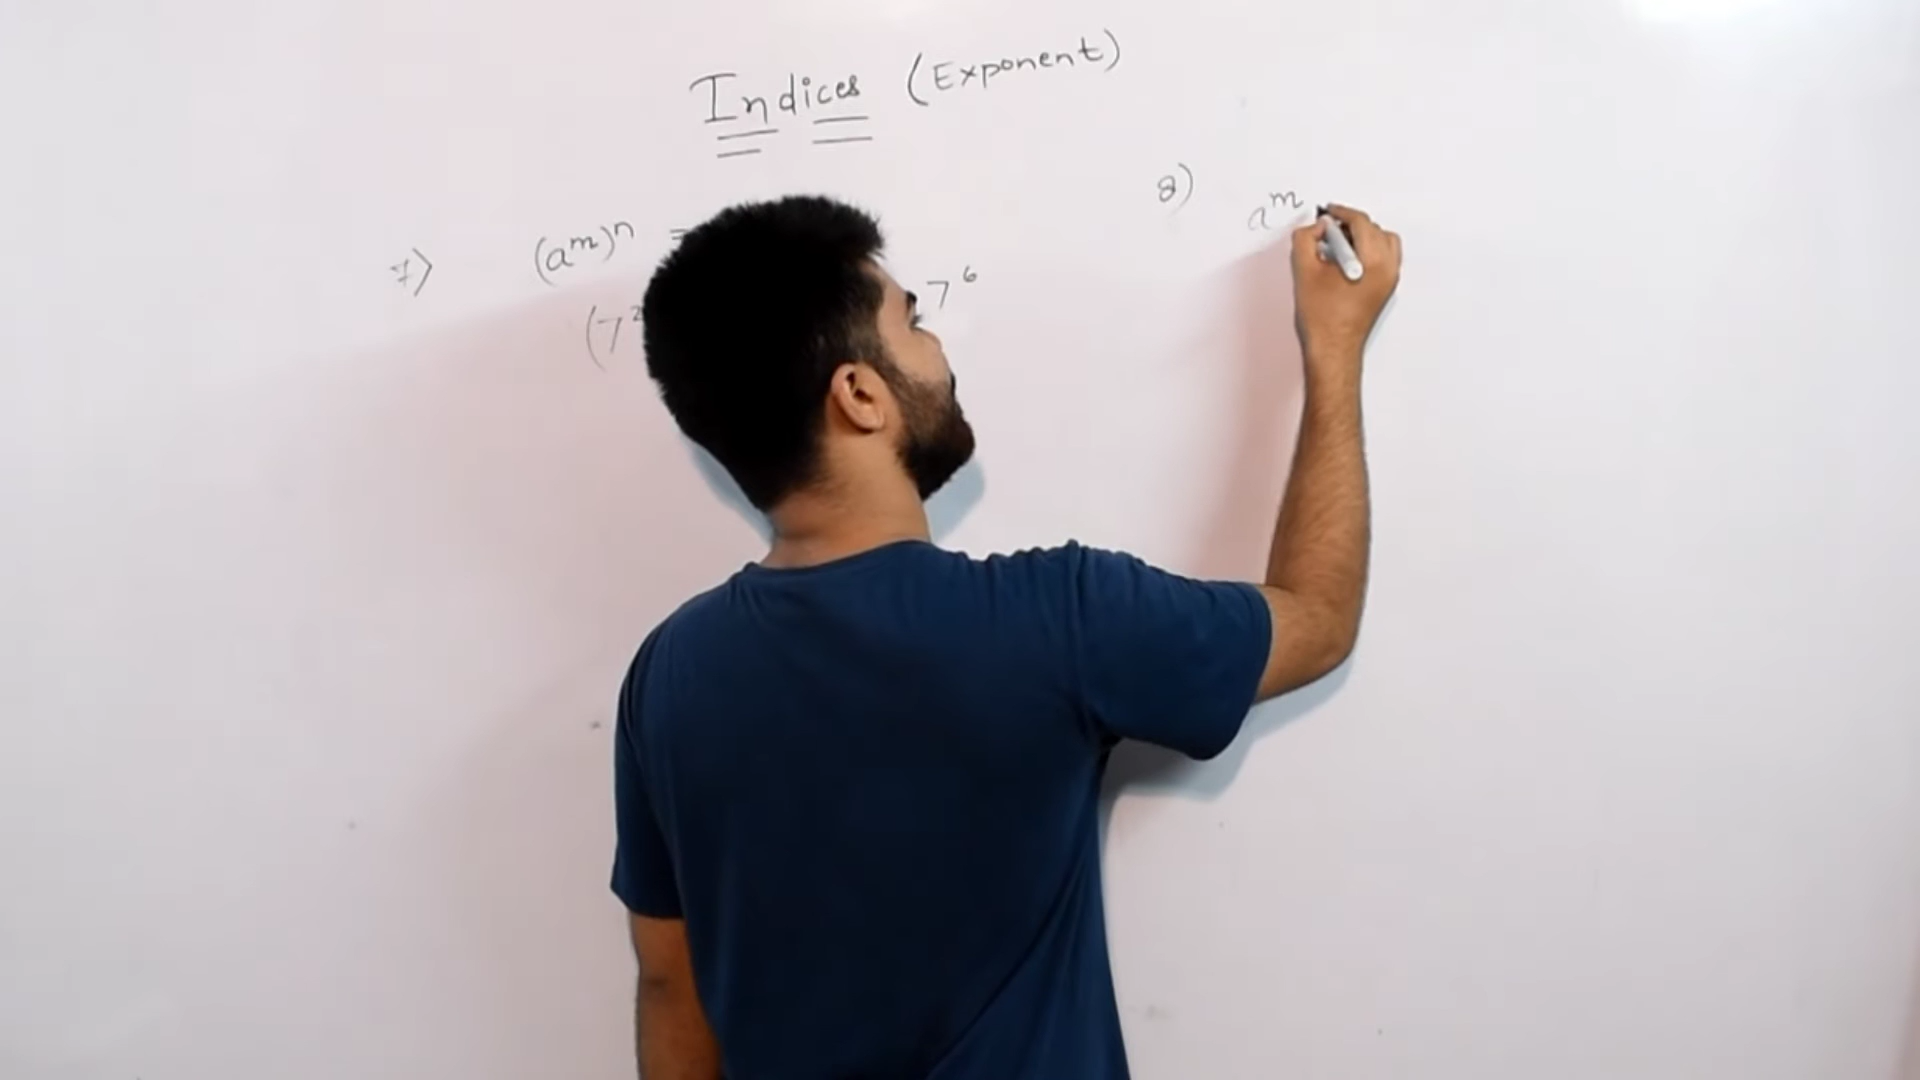 Indices (Exponent)
7) (a^m)^n =
(7^2 7^6
8) a^m